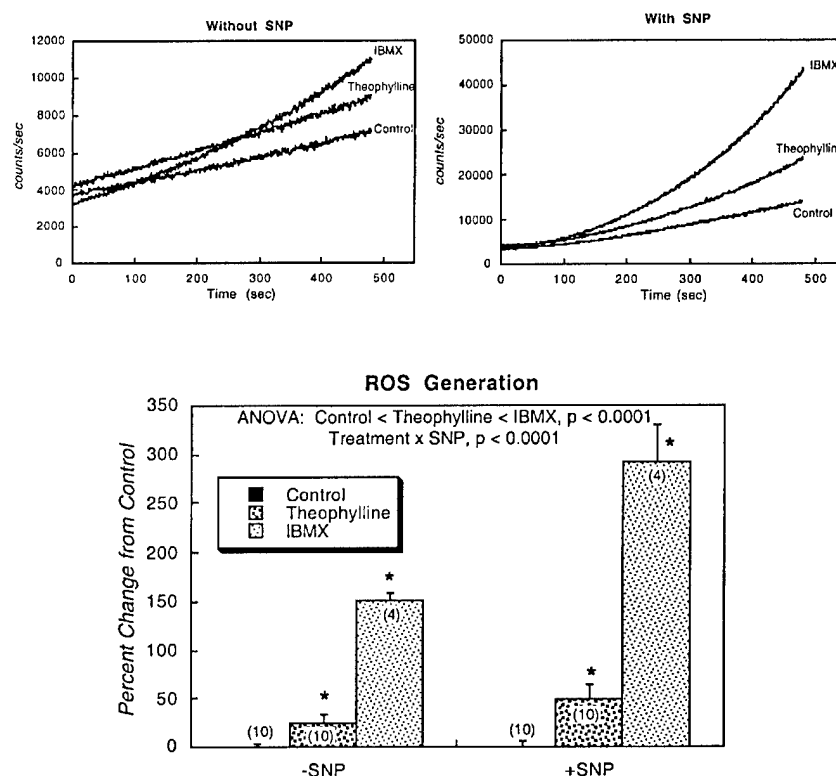 Without SNP
12000
10000
8000
6000
4000
2000
0
counts/sec
IBMX
Theophylline
Control
0 100 200 300 400 500
Time (sec)
With SNP
50000
40000
30000
20000
10000
0
counts/sec
IBMX
Theophyllin
Control
0 100 200 300 400 500
Time (sec)
ROS Generation
350
300
250
200
150
100
50
0
Percent Change from Control
ANOVA: Control < Theophylline < IBMX, p < 0.0001
Treatment x SNP, p < 0.0001
Control
Theophylline
IBMX
(10)
*
(10)
*
(4)
(10)
*
(10)
*
(4)
-SNP +SNP